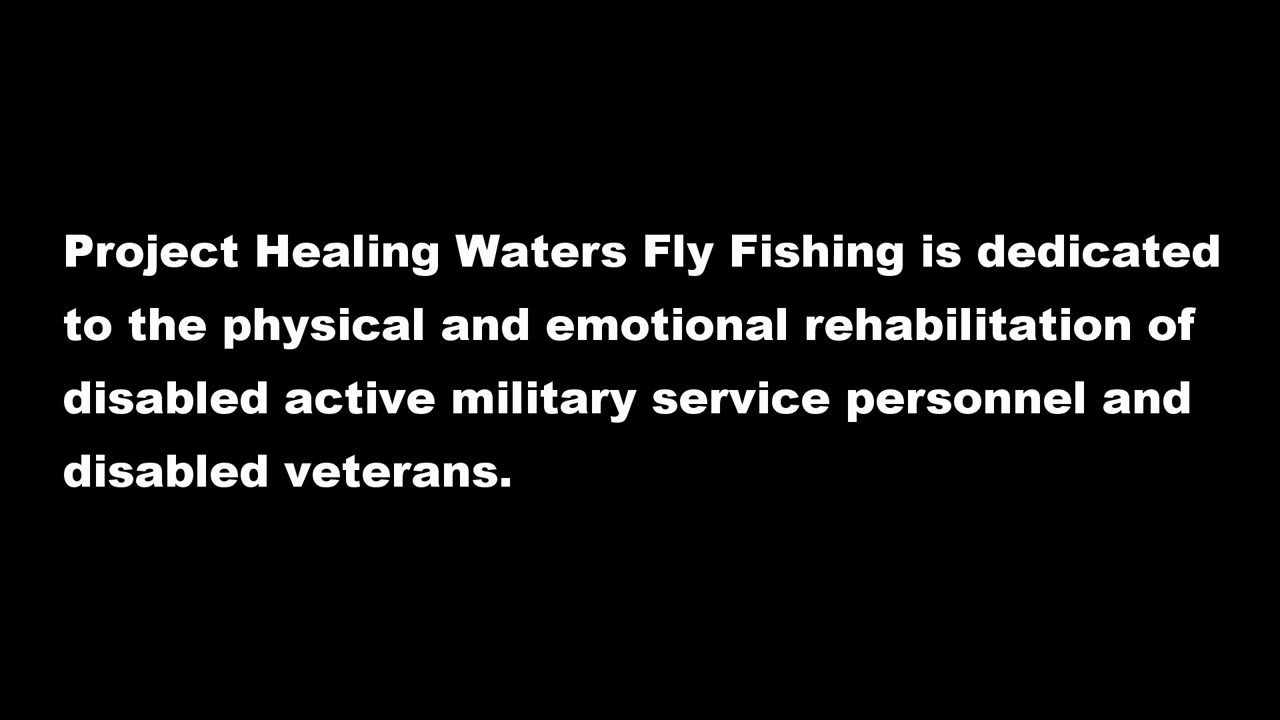 Project Healing Waters Fly Fishing is dedicated
to the physical and emotional rehabilitation of
disabled active military service personnel and
disabled veterans.